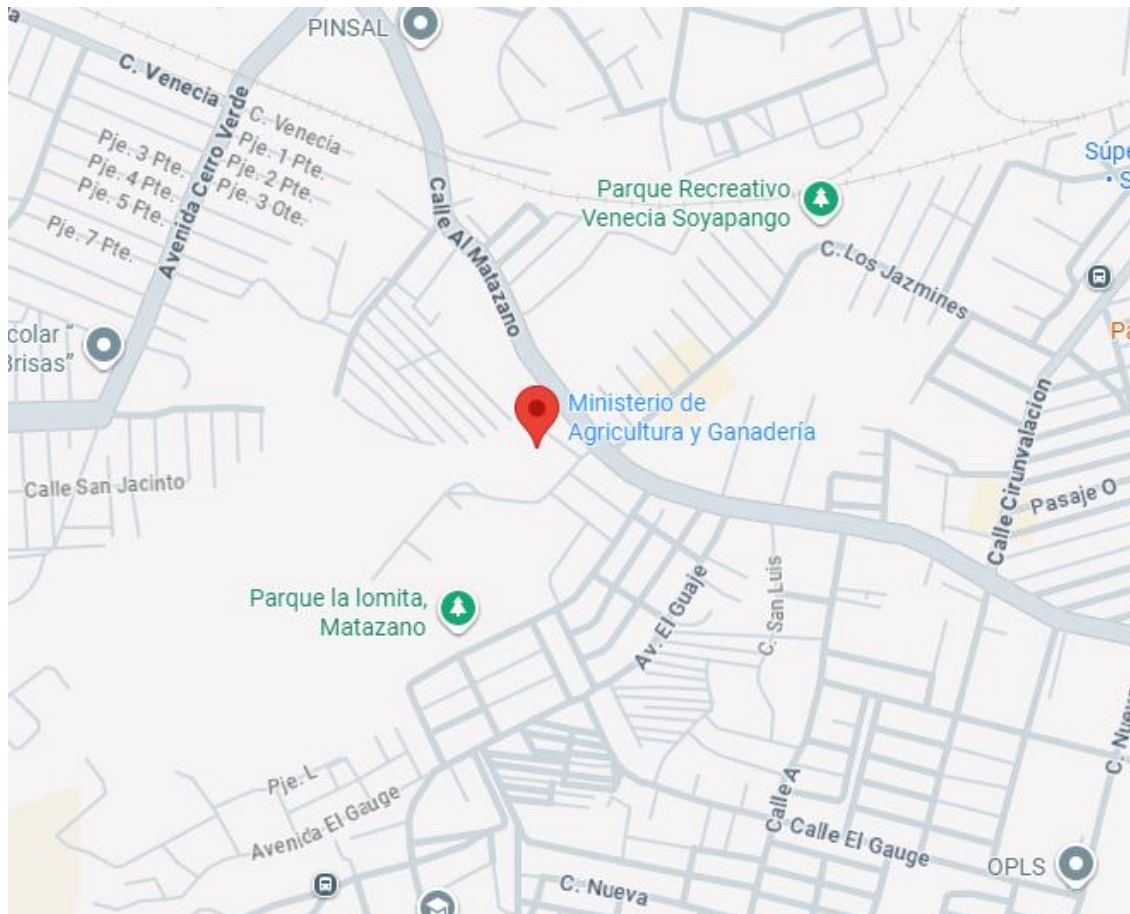 PINSAL
C. Venecia
C. Venecia
Pje. 1 Pte.
Pje. 2 Pte.
Pje. 3 Ote.
Pje. 3 Pte.
Pje. 4 Pte.
Pje. 5 Pte.
Pje. 7 Pte.
Avenida Cerro Verde
Calle Al Matazano
Parque Recreativo
Venecia Soyapango
Súpe
• S
C. Los Jazmines
Pa
colar "
Brisas"
Ministerio de
Agricultura y Ganadería
Calle San Jacinto
Calle Cirunvalacion
Pasaje O
Parque la lomita,
Matazano
Av. El Guaje
C. San Luis
C. Nueva
Pje. L
Avenida El Gauge
Calle A
Calle El Gauge
OPLS
C. Nueva